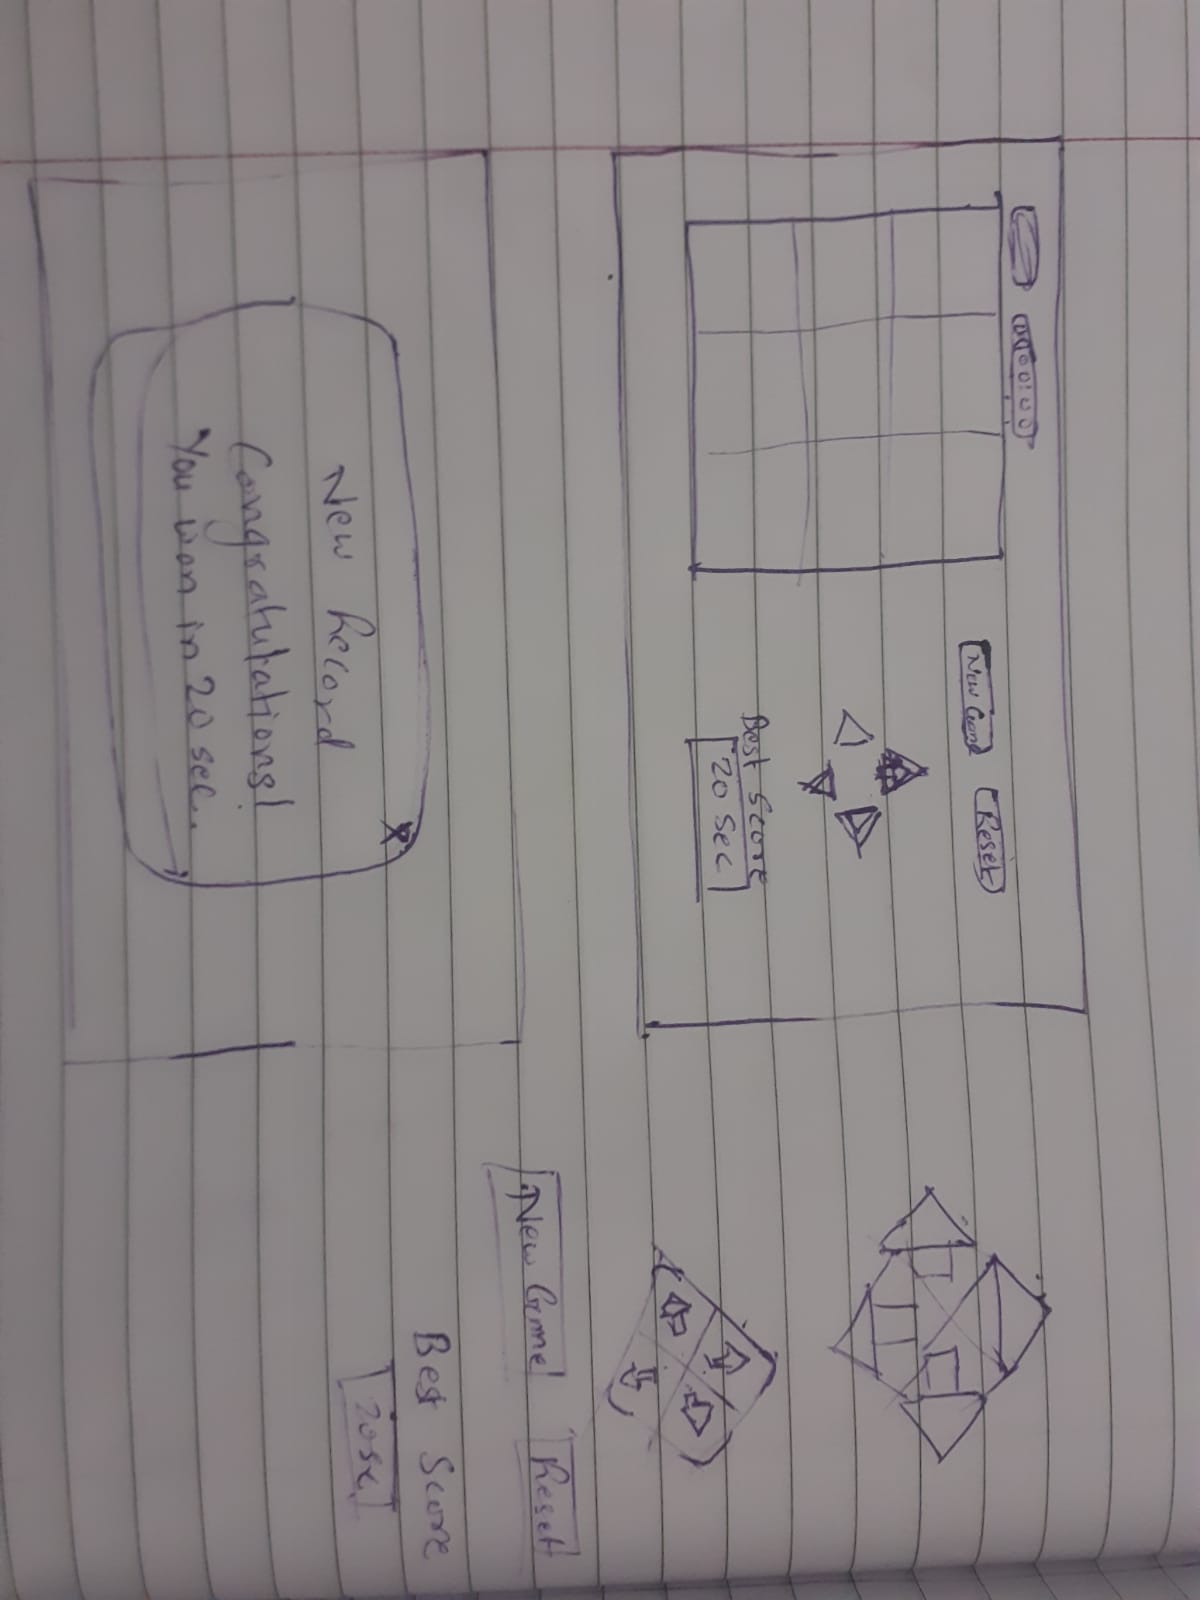 00:00:00
New Game
Reset
Best Score
20 Sec
New Game
Reset
Best Score
20 sec
X
New Record
Congratulations!
You won in 20 sec..